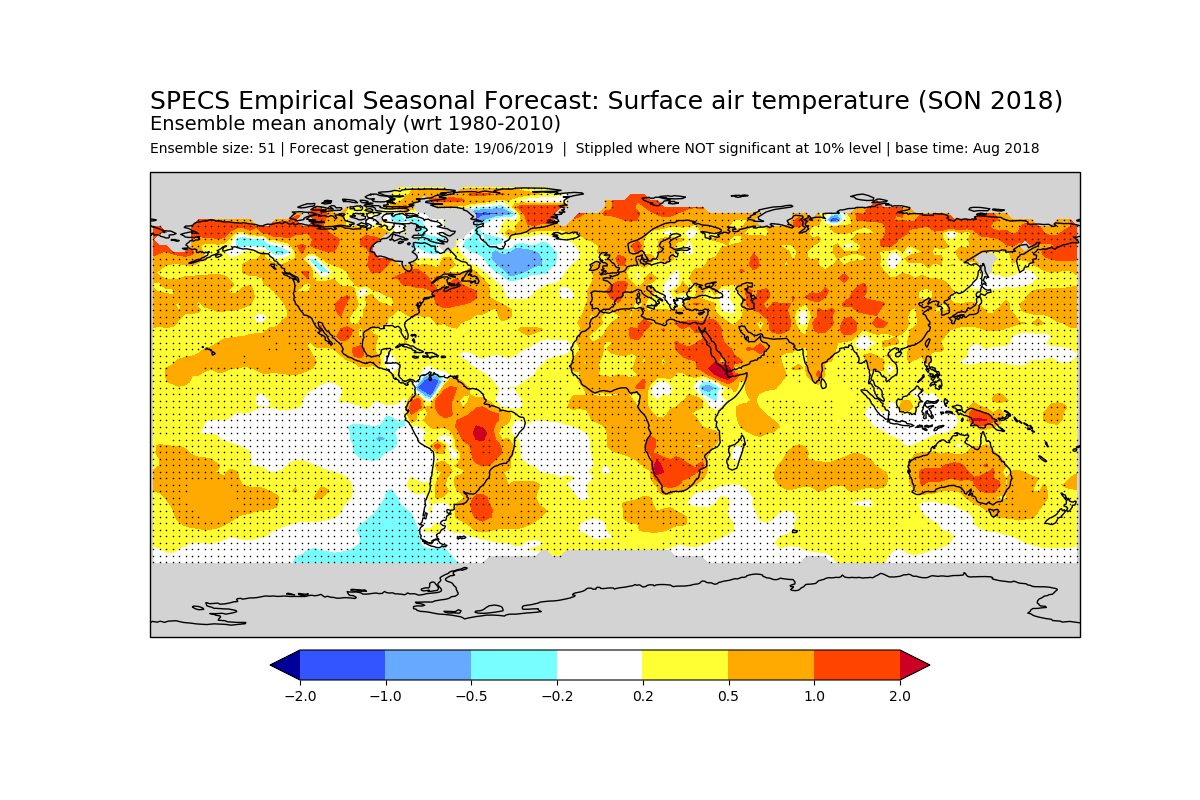 SPECS Empirical Seasonal Forecast: Surface air temperature (SON 2018)
Ensemble mean anomaly (wrt 1980-2010)
Ensemble size: 51 | Forecast generation date: 19/06/2019 | Stippled where NOT significant at 10% level | base time: Aug 2018
−2.0 −1.0 −0.5 −0.2 0.2 0.5 1.0 2.0